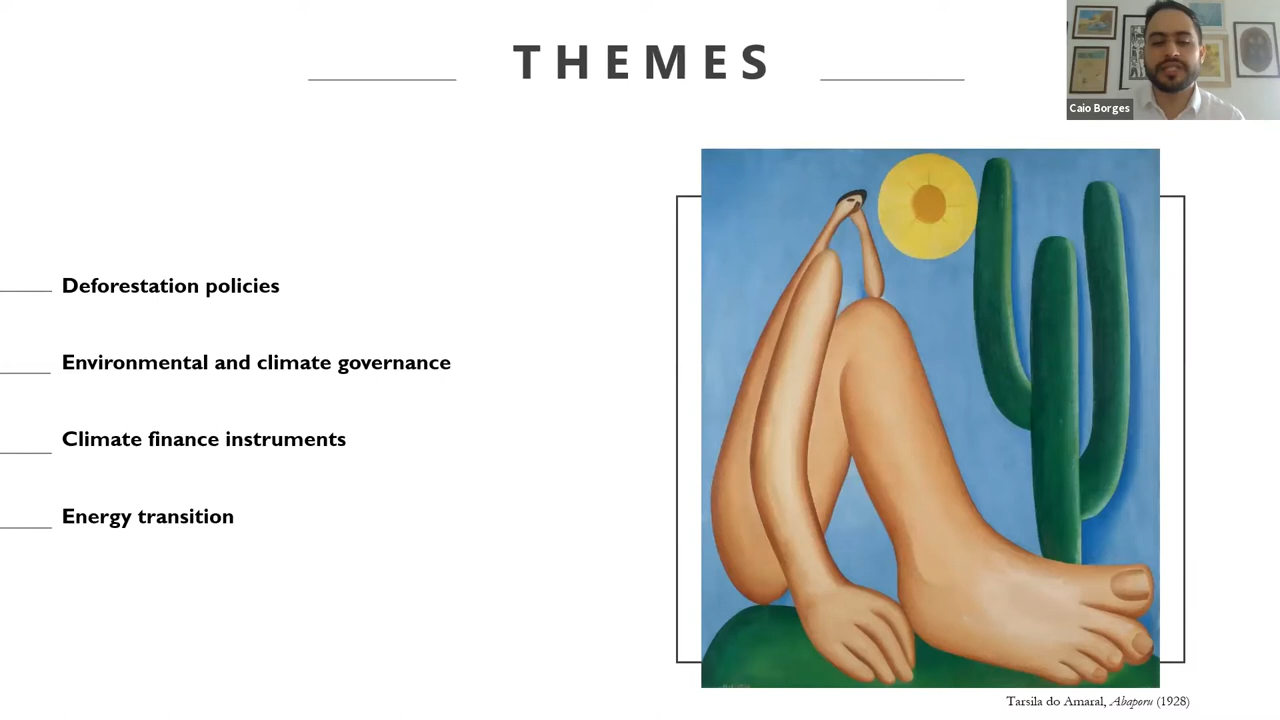 THEMES
Caio Borges
Deforestation policies
Environmental and climate governance
Climate finance instruments
Energy transition
Tarsila do Amaral, Abaporu (1928)